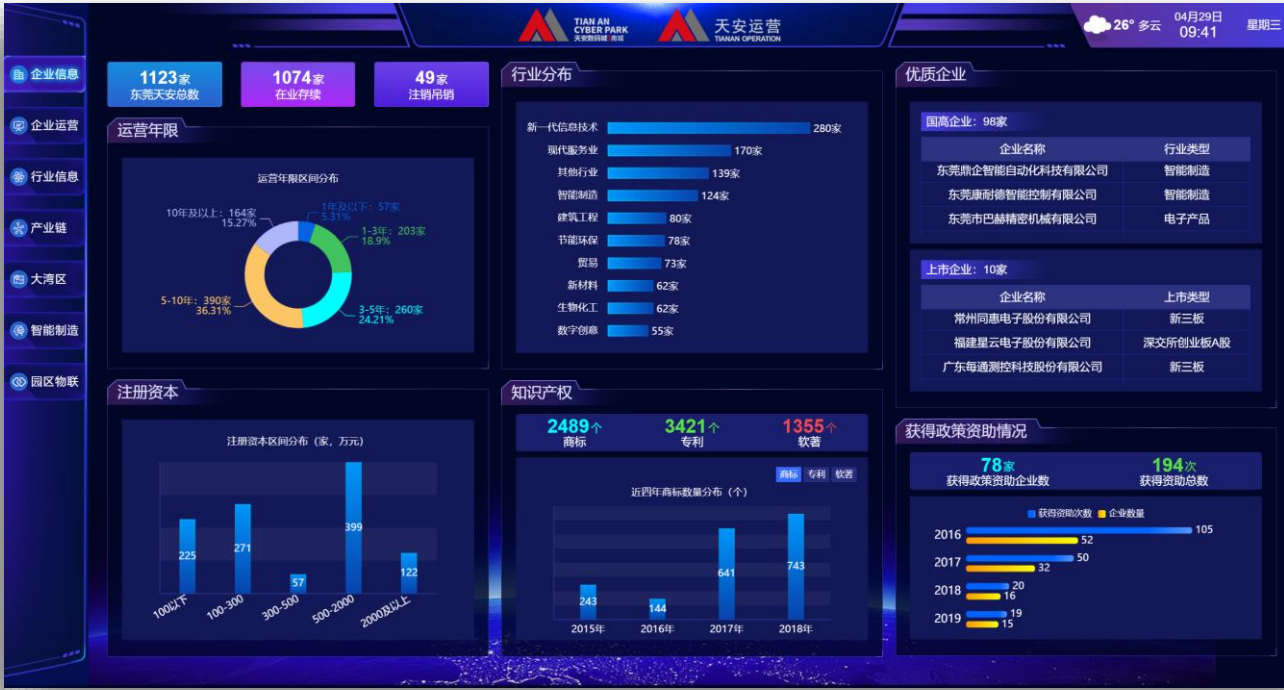 TIAN AN
CYBER PARK
天安数码城 南城
天安运营
TIANAN OPERATION
26° 多云
04月29日
09:41
星期三
企业信息
企业运营
行业信息
产业链
大湾区
智能制造
园区物联
1123家
东莞天安总数
1074家
在业存续
49家
注销吊销
运营年限
运营年限区间分布
10年及以上：164家
15.27%
1年及以下：57家
5.31%
1-3年：203家
18.9%
5-10年：390家
36.31%
3-5年：260家
24.21%
注册资本
注册资本区间分布（家，万元）
225
271
57
399
122
100以下
100-300
300-500
500-2000
2000及以上
行业分布
新一代信息技术 280家
现代服务业 170家
其他行业 139家
智能制造 124家
建筑工程 80家
节能环保 78家
贸易 73家
新材料 62家
生物化工 62家
数字创意 55家
知识产权
2489个
商标
3421个
专利
1355个
软著
商标 专利 软著
近四年商标数量分布（个）
243
144
641
743
2015年 2016年 2017年 2018年
优质企业
国高企业：98家
企业名称 行业类型
东莞鼎企智能自动化科技有限公司 智能制造
东莞康耐德智能控制有限公司 智能制造
东莞市巴赫精密机械有限公司 电子产品
上市企业：10家
企业名称 上市类型
常州同惠电子股份有限公司 新三板
福建星云电子股份有限公司 深交所创业板A股
广东每通测控科技股份有限公司 新三板
获得政策资助情况
78家
获得政策资助企业数
194次
获得资助总数
获得资助次数 企业数量
2016 105
52
2017 50
32
2018 20
16
2019 19
15